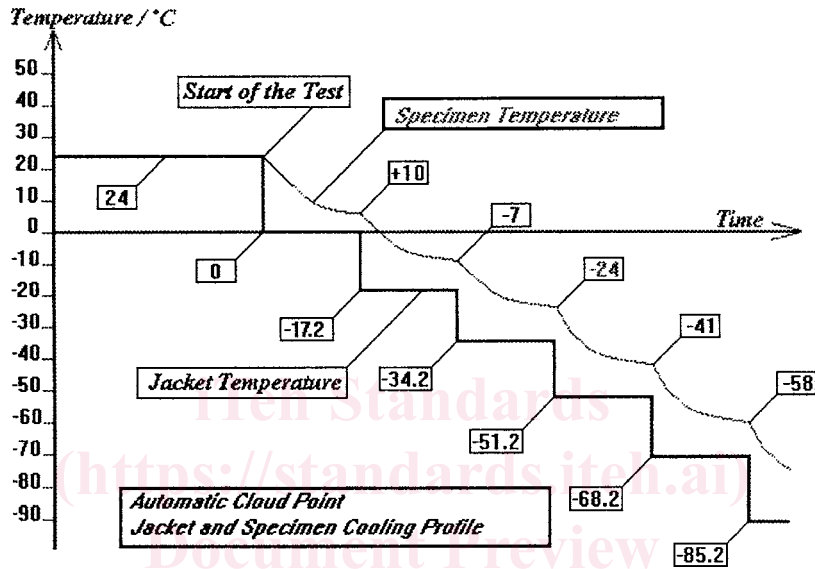 Temperature / °C
50
40
30
20
10
0
-10
-20
-30
-40
-50
-60
-70
-80
-90
Start of the Test
Specimen Temperature
24
+10
-7
Time
0
-24
-17.2
-41
Jacket Temperature
-34.2
-58
-51.2
-68.2
-85.2
Automatic Cloud Point
Jacket and Specimen Cooling Profile
iTeh Standards
(https://standards.iteh.ai)
Document Preview